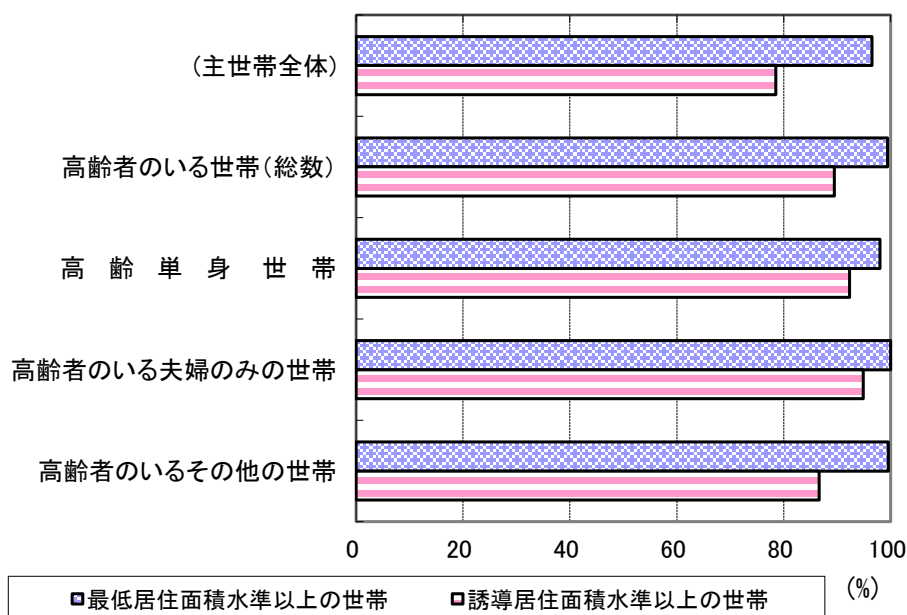 (主世帯全体)
高齢者のいる世帯(総数)
高 齢 単 身 世 帯
高齢者のいる夫婦のみの世帯
高齢者のいるその他の世帯
0 20 40 60 80 100
(%)
最低居住面積水準以上の世帯 誘導居住面積水準以上の世帯